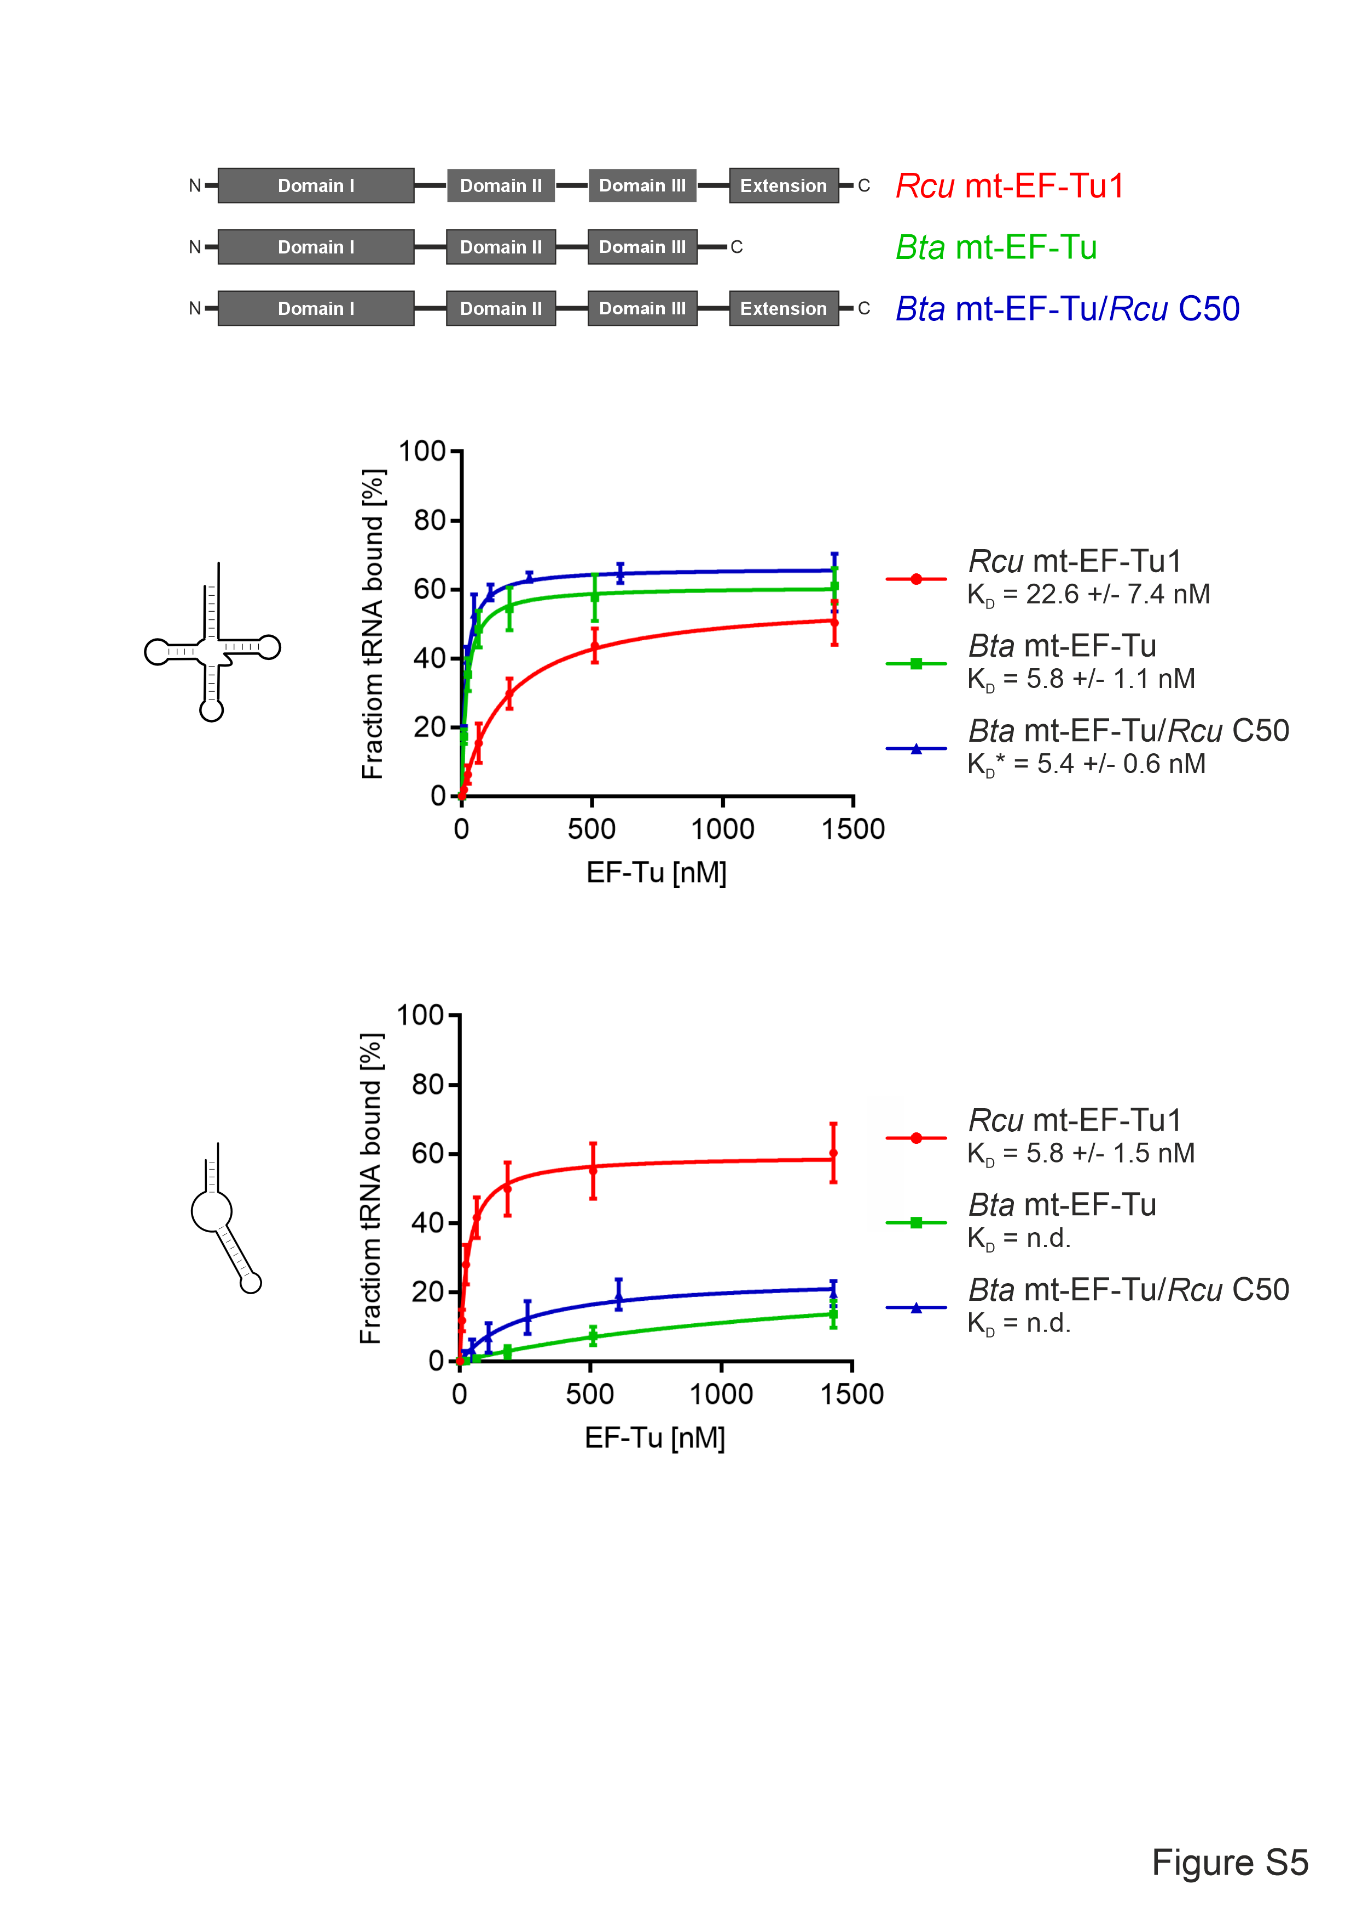 N Domain I Domain II Domain III Extension C Rcu mt-EF-Tu1
N Domain I Domain II Domain III C Bta mt-EF-Tu
N Domain I Domain II Domain III Extension C Bta mt-EF-Tu/Rcu C50
Fractiom tRNA bound [%]
100
80
60
40
20
0
0 500 1000 1500
EF-Tu [nM]
Rcu mt-EF-Tu1
KD = 22.6 +/- 7.4 nM
Bta mt-EF-Tu
KD = 5.8 +/- 1.1 nM
Bta mt-EF-Tu/Rcu C50
KD* = 5.4 +/- 0.6 nM
Fractiom tRNA bound [%]
100
80
60
40
20
0
0 500 1000 1500
EF-Tu [nM]
Rcu mt-EF-Tu1
KD = 5.8 +/- 1.5 nM
Bta mt-EF-Tu
KD = n.d.
Bta mt-EF-Tu/Rcu C50
KD = n.d.
Figure S5